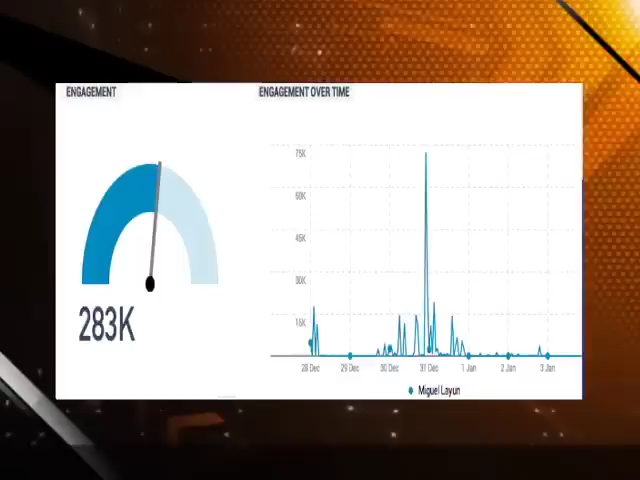 ENGAGEMENT
283K
ENGAGEMENT OVER TIME
75K
60K
45K
30K
15K
28 Dec
29 Dec
30 Dec
31 Dec
1 Jan
2 Jan
3 Jan
Miguel Layun